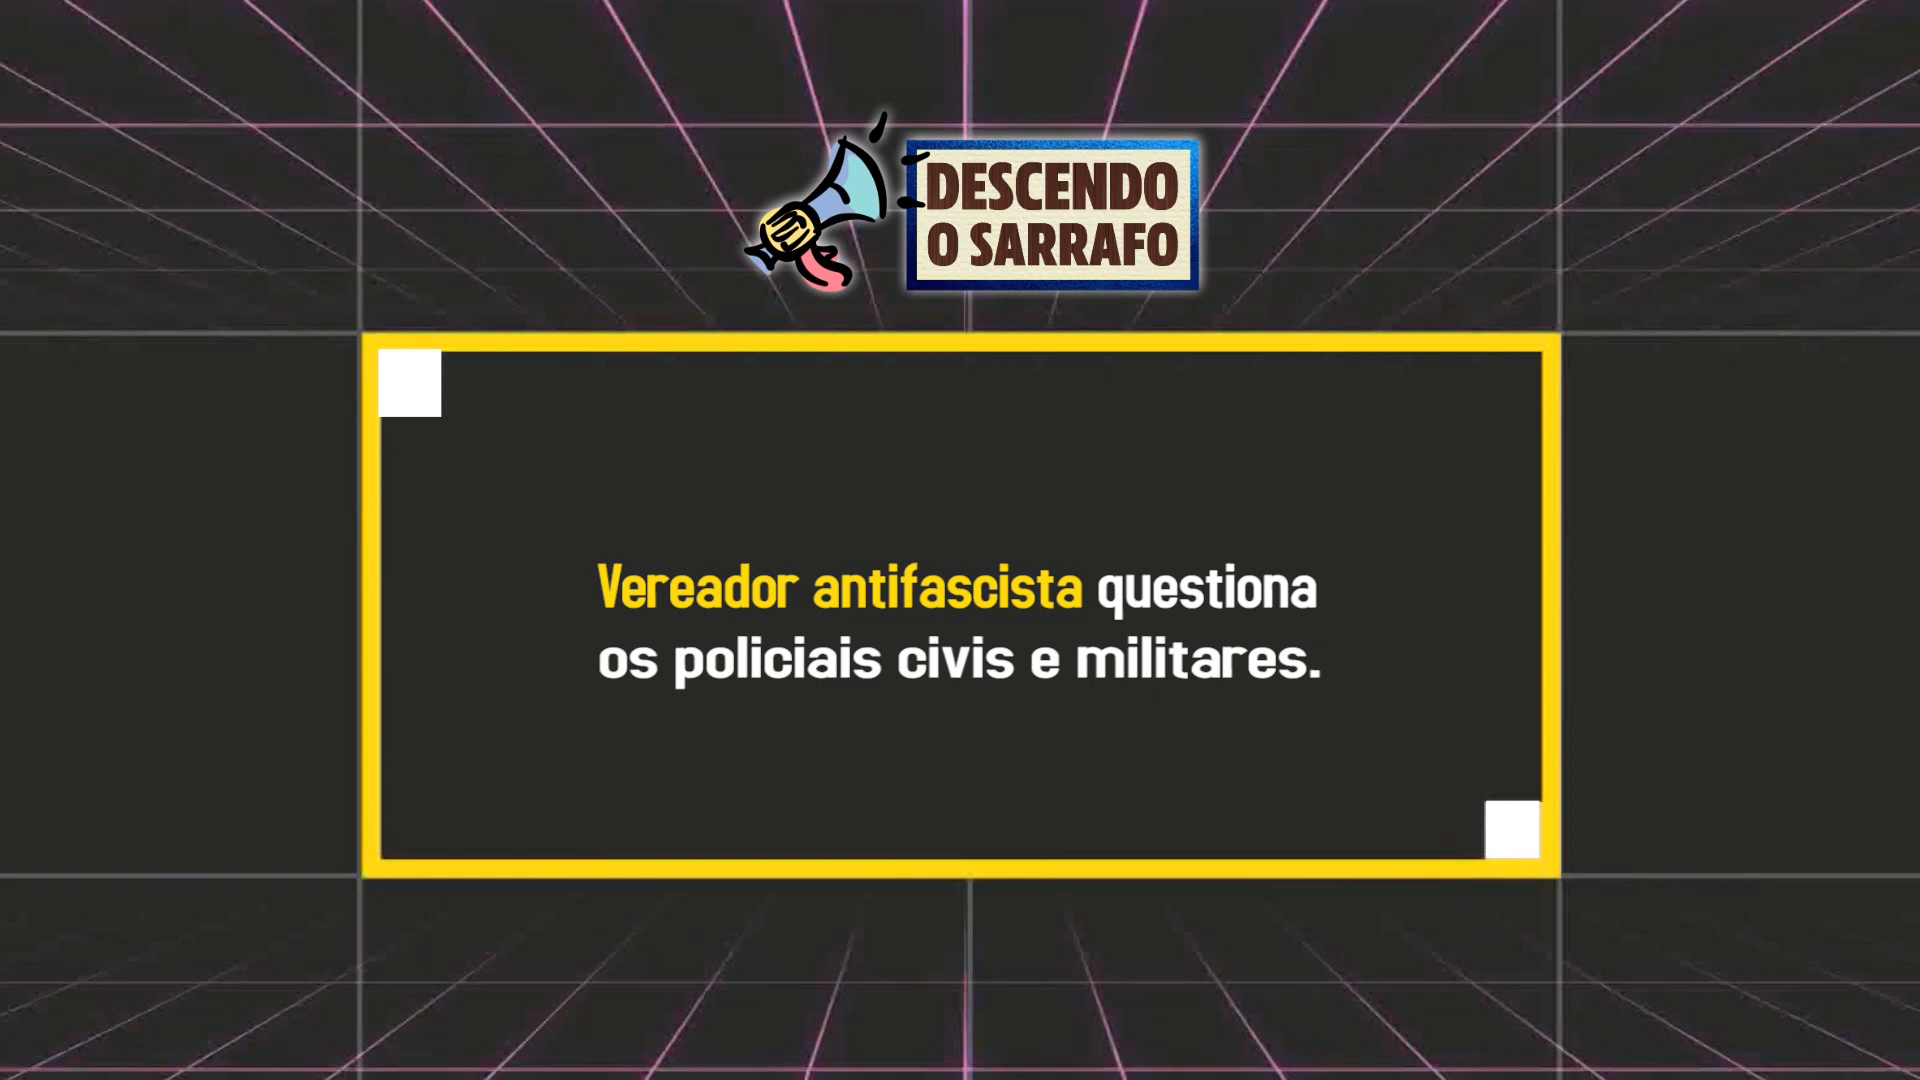 DESCENDO
O SARRAFO
Vereador antifascista questiona
os policiais civis e militares.